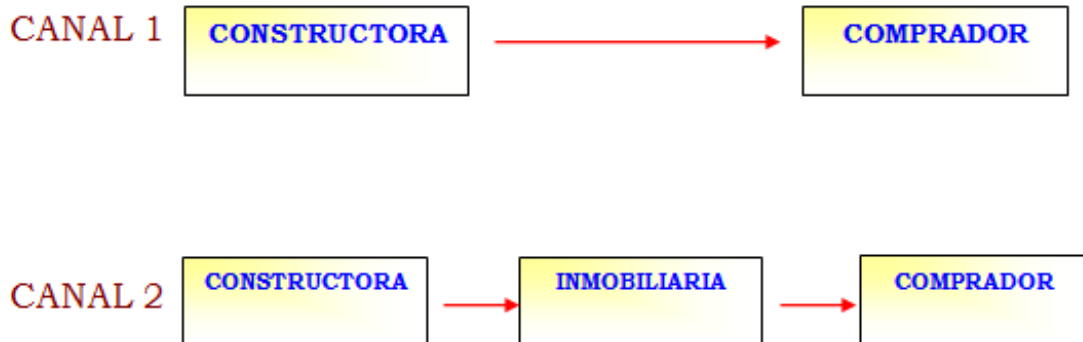 CANAL 1
CONSTRUCTORA
COMPRADOR
CANAL 2
CONSTRUCTORA
INMOBILIARIA
COMPRADOR